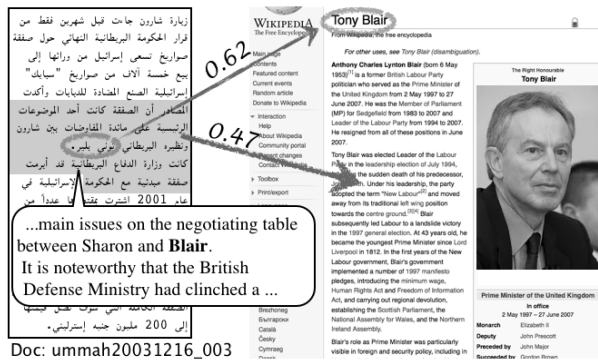 زيارة شارون جاءت قبل شهرين فقط من
قرار الحكومة البريطانية النهائي حول صفقة
صواريخ تسعى إسرائيل من ورائها إلى
بيع خمسة آلاف من صواريخ "سبايك"
إسرائيلية الصنع المضادة للدبابات وأكدت
المصادر أن الصفقة كانت أحد الموضوعات
الرئيسية على مائدة المفاوضات بين شارون
ونظيره البريطاني توني بلير.
كانت وزارة الدفاع البريطانية قد أبرمت
صفقة مبدئية مع الحكومة الإسرائيلية في
عام 2001 اشترت بمقتضاها عدداً من
...main issues on the negotiating table
between Sharon and Blair.
It is noteworthy that the British
Defense Ministry had clinched a ...
إلى 200 مليون جنيه إسترليني.
Doc: ummah20031216_003
0.62
0.47
WIKIPEDIA
The Free Encyclopedia
Main page
Contents
Featured content
Current events
Random article
Donate to Wikipedia
Interaction
Help
About Wikipedia
Community portal
Recent changes
Contact Wikipedia
Toolbox
Print/export
Български
Català
Česky
Cymraeg
Tony Blair
From Wikipedia, the free encyclopedia
For other uses, see Tony Blair (disambiguation).
Anthony Charles Lynton Blair (born 6 May
1953)[1] is a former British Labour Party
politician who served as the Prime Minister of
the United Kingdom from 2 May 1997 to 27
June 2007. He was the Member of Parliament
(MP) for Sedgefield from 1983 to 2007 and
Leader of the Labour Party from 1994 to 2007.
He resigned from all of these positions in June
2007.
Tony Blair was elected Leader of the Labour
Party in the leadership election of July 1994,
the sudden death of his predecessor,
Smith. Under his leadership, the party
adopted the term "New Labour"[2] and moved
away from its traditional left wing position
towards the centre ground.[3][4] Blair
subsequently led Labour to a landslide victory
in the 1997 general election. At 43 years old, he
became the youngest Prime Minister since Lord
Liverpool in 1812. In the first years of the New
Labour government, Blair's government
implemented a number of 1997 manifesto
pledges, introducing the minimum wage,
Human Rights Act and Freedom of Information
Act, and carrying out regional devolution,
establishing the Scottish Parliament, the
National Assembly for Wales, and the Northern
Ireland Assembly.
Blair's role as Prime Minister was particularly
visible in foreign and security policy, including in
The Right Honourable
Tony Blair
Prime Minister of the United Kingdom
In office
2 May 1997 – 27 June 2007
Monarch Elizabeth II
Deputy John Prescott
Preceded by John Major
Succeeded by Gordon Brown